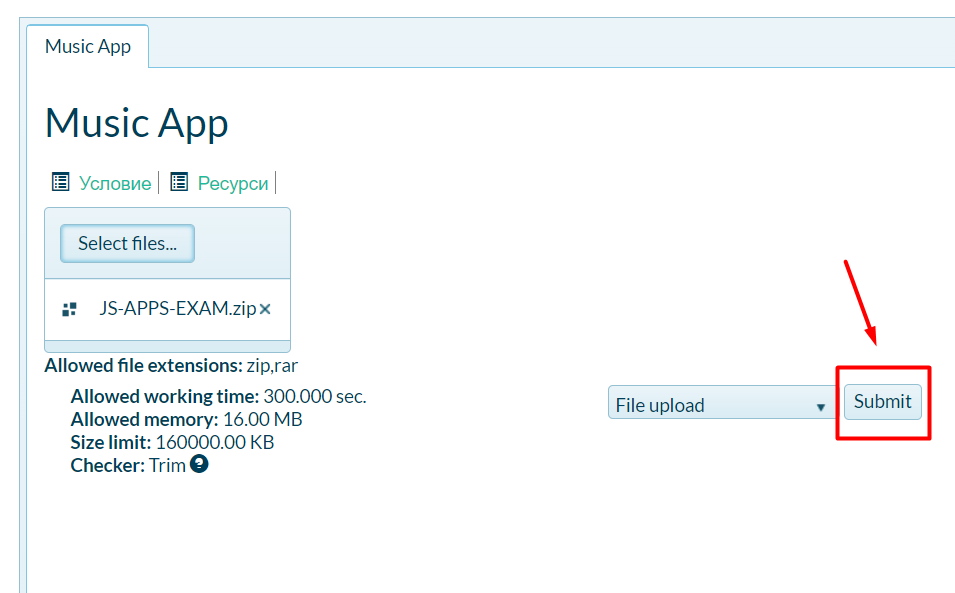 Music App
Music App
Условие Ресурси
Select files...
JS-APPS-EXAM.zip
Allowed file extensions: zip,rar
Allowed working time: 300.000 sec.
Allowed memory: 16.00 MB
Size limit: 160000.00 KB
Checker: Trim ?
File upload
Submit